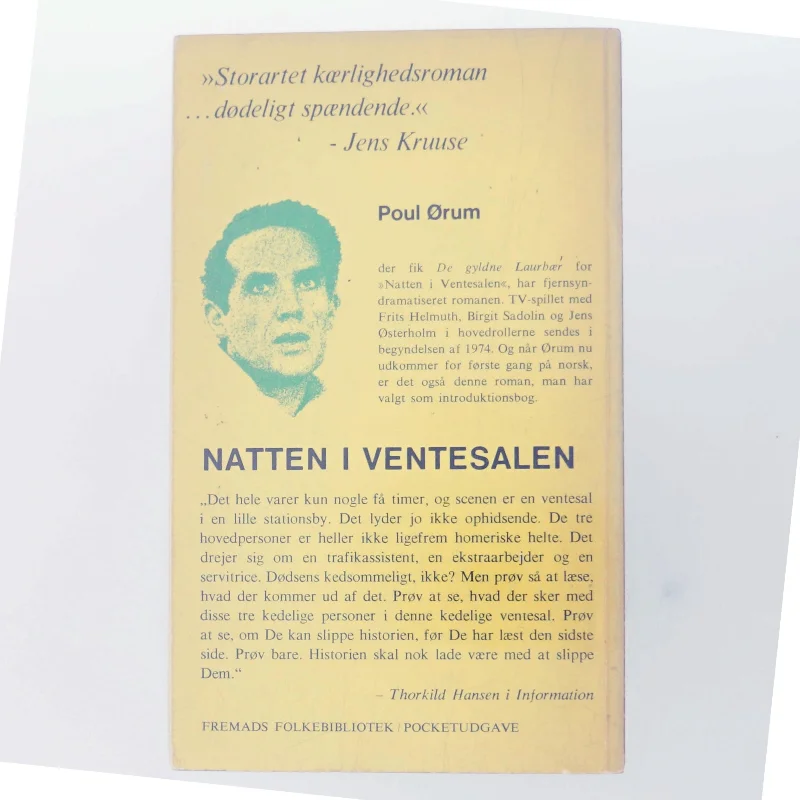 »Storartet kærlighedsroman
...dødeligt spændende.«
- Jens Kruuse
Poul Ørum
der fik De gyldne Laurbær for
»Natten i Ventesalen«, har fjernsyn-
dramatiseret romanen. TV-spillet med
Frits Helmuth, Birgit Sadolin og Jens
Østerholm i hovedrollerne sendes i
begyndelsen af 1974. Og når Ørum nu
udkommer for første gang på norsk,
er det også denne roman, man har
valgt som introduktionsbog.
NATTEN I VENTESALEN
„Det hele varer kun nogle få timer, og scenen er en ventesal
i en lille stationsby. Det lyder jo ikke ophidsende. De tre
hovedpersoner er heller ikke ligefrem homeriske helte. Det
drejer sig om en trafikassistent, en ekstraarbejder og en
servitrice. Dødsens kedsommeligt, ikke? Men prøv så at læse,
hvad der kommer ud af det. Prøv at se, hvad der sker med
disse tre kedelige personer i denne kedelige ventesal. Prøv
at se, om De kan slippe historien, før De har læst den sidste
side. Prøv bare. Historien skal nok lade være med at slippe
Dem.“
– Thorkild Hansen i Information
FREMADS FOLKEBIBLIOTEK / POCKETUDGAVE